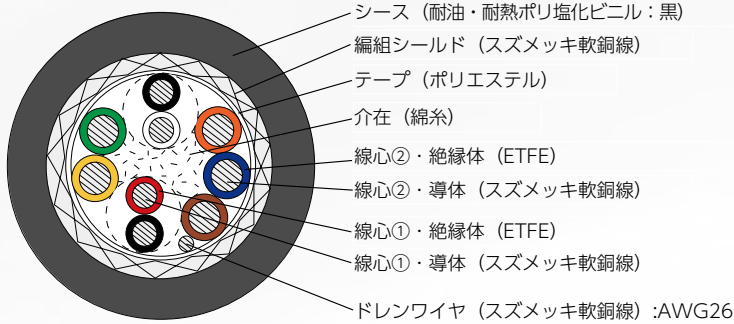 シース（耐油・耐熱ポリ塩化ビニル：黒）
編組シールド（スズメッキ軟銅線）
テープ（ポリエステル）
介在（綿糸）
線心②・絶縁体（ETFE）
線心②・導体（スズメッキ軟銅線）
線心①・絶縁体（ETFE）
線心①・導体（スズメッキ軟銅線）
ドレンワイヤ（スズメッキ軟銅線）:AWG26